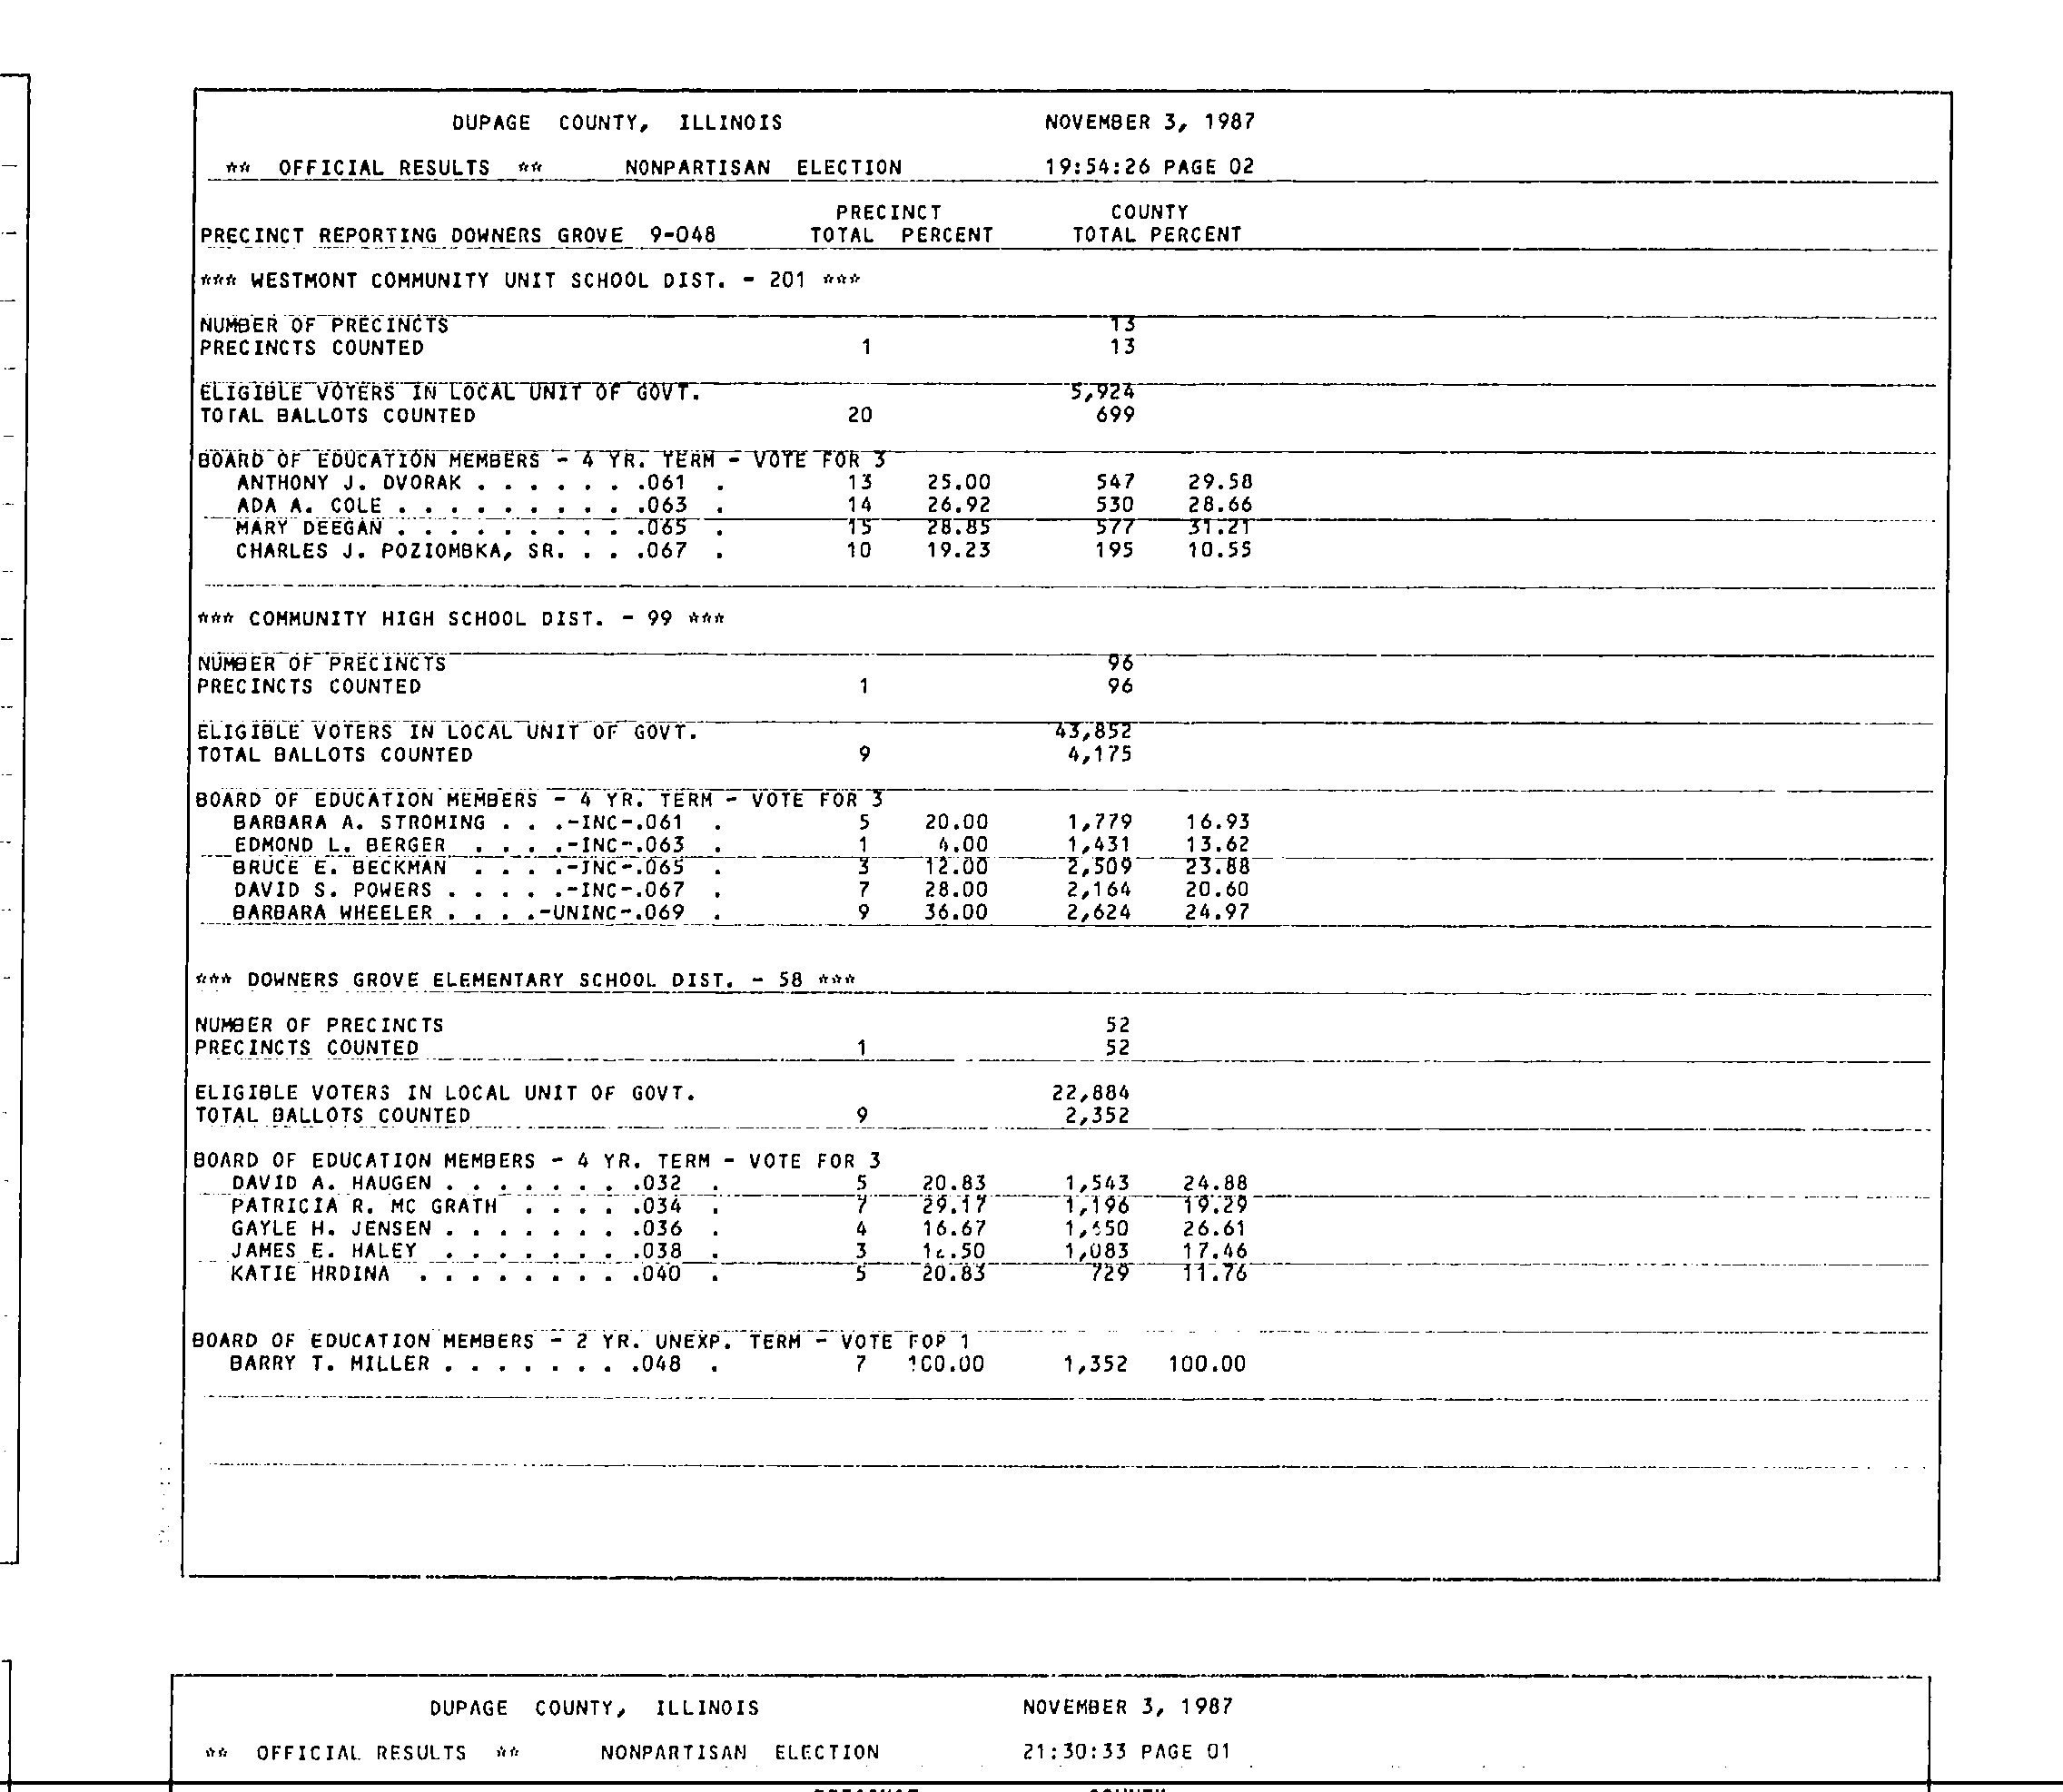 DUPAGE COUNTY, ILLINOIS NOVEMBER 3, 1987
** OFFICIAL RESULTS ** NONPARTISAN ELECTION 19:54:26 PAGE 02
PRECINCT COUNTY
PRECINCT REPORTING DOWNERS GROVE 9-048 TOTAL PERCENT TOTAL PERCENT
*** WESTMONT COMMUNITY UNIT SCHOOL DIST. - 201 ***
NUMBER OF PRECINCTS 13
PRECINCTS COUNTED 1 13
ELIGIBLE VOTERS IN LOCAL UNIT OF GOVT. 5,924
TOTAL BALLOTS COUNTED 20 699
BOARD OF EDUCATION MEMBERS - 4 YR. TERM - VOTE FOR 3
ANTHONY J. DVORAK . . . . . . .061 . 13 25.00 547 29.58
ADA A. COLE . . . . . . . . . .063 . 14 26.92 530 28.66
MARY DEEGAN . . . . . . . . . .065 . 15 28.85 577 31.21
CHARLES J. POZIOMBKA, SR. . . .067 . 10 19.23 195 10.55
*** COMMUNITY HIGH SCHOOL DIST. - 99 ***
NUMBER OF PRECINCTS 96
PRECINCTS COUNTED 1 96
ELIGIBLE VOTERS IN LOCAL UNIT OF GOVT. 43,852
TOTAL BALLOTS COUNTED 9 4,175
BOARD OF EDUCATION MEMBERS - 4 YR. TERM - VOTE FOR 3
BARBARA A. STROMING . . .-INC-.061 . 5 20.00 1,779 16.93
EDMOND L. BERGER . . . .-INC-.063 . 1 4.00 1,431 13.62
BRUCE E. BECKMAN . . . .-INC-.065 . 3 12.00 2,509 23.88
DAVID S. POWERS . . . . .-INC-.067 . 7 28.00 2,164 20.60
BARBARA WHEELER . . . .-UNINC-.069 . 9 36.00 2,624 24.97
*** DOWNERS GROVE ELEMENTARY SCHOOL DIST. - 58 ***
NUMBER OF PRECINCTS 52
PRECINCTS COUNTED 1 52
ELIGIBLE VOTERS IN LOCAL UNIT OF GOVT. 22,884
TOTAL BALLOTS COUNTED 9 2,352
BOARD OF EDUCATION MEMBERS - 4 YR. TERM - VOTE FOR 3
DAVID A. HAUGEN . . . . . . . .032 . 5 20.83 1,543 24.88
PATRICIA R. MC GRATH . . . . .034 . 7 29.17 1,196 19.29
GAYLE H. JENSEN . . . . . . . .036 . 4 16.67 26.61
JAMES E. HALEY . . . . . . . .038 . 3 12.50 1,083 17.46
KATIE HRDINA . . . . . . . . .040 . 5 20.83 729 11.76
BOARD OF EDUCATION MEMBERS - 2 YR. UNEXP. TERM - VOTE FOR 1
BARRY T. MILLER . . . . . . . .048 . 7 100.00 1,352 100.00
DUPAGE COUNTY, ILLINOIS NOVEMBER 3, 1987
** OFFICIAL RESULTS ** NONPARTISAN ELECTION 21:30:33 PAGE 01